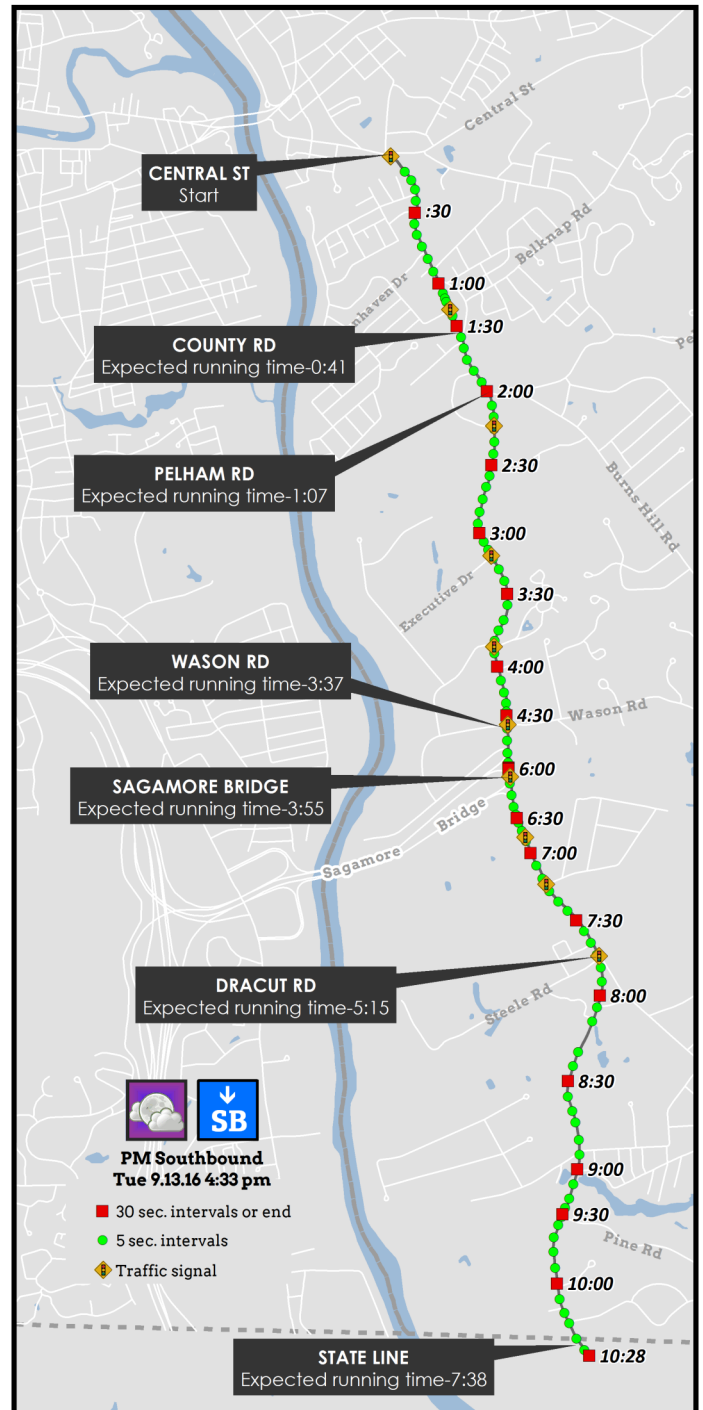 Central St
CENTRAL ST
Start
:30
Belknap Rd
1:00
nhaven Dr
1:30
COUNTY RD
Expected running time-0:41
Pe
2:00
PELHAM RD
Expected running time-1:07
2:30
Burns Hill Rd
3:00
Executive Dr
3:30
WASON RD
Expected running time-3:37
4:00
4:30
Wason Rd
SAGAMORE BRIDGE
Expected running time-3:55
6:00
6:30
Sagamore Bridge
7:00
7:30
DRACUT RD
Expected running time-5:15
Steele Rd
8:00
8:30
SB
PM Southbound
Tue 9.13.16 4:33 pm
9:00
30 sec. intervals or end
9:30
5 sec. intervals
Pine Rd
Traffic signal
10:00
STATE LINE
Expected running time-7:38
10:28